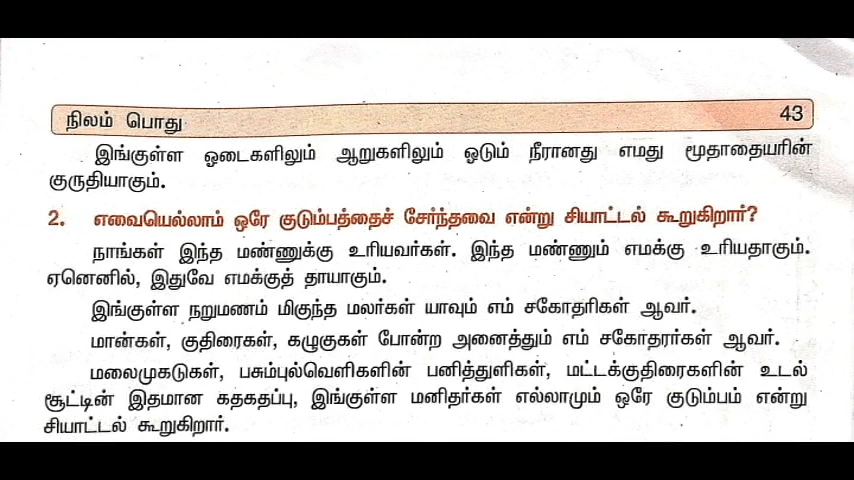 நிலம் பொது 43
இங்குள்ள ஓடைகளிலும் ஆறுகளிலும் ஓடும் நீரானது எமது மூதாதையரின்
குருதியாகும்.
2. எவையெல்லாம் ஒரே குடும்பத்தைச் சேர்ந்தவை என்று சியாட்டல் கூறுகிறார்?
நாங்கள் இந்த மண்ணுக்கு உரியவர்கள். இந்த மண்ணும் எமக்கு உரியதாகும்.
ஏனெனில், இதுவே எமக்குத் தாயாகும்.
இங்குள்ள நறுமணம் மிகுந்த மலர்கள் யாவும் எம் சகோதரிகள் ஆவர்.
மான்கள், குதிரைகள், கழுகுகள் போன்ற அனைத்தும் எம் சகோதரர்கள் ஆவர்.
மலைமுகடுகள், பசும்புல்வெளிகளின் பனித்துளிகள், மட்டக்குதிரைகளின் உடல்
சூட்டின் இதமான கதகதப்பு, இங்குள்ள மனிதர்கள் எல்லாமும் ஒரே குடும்பம் என்று
சியாட்டல் கூறுகிறார்.